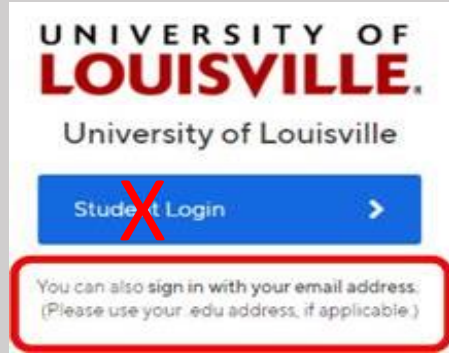 UNIVERSITY OF
LOUISVILLE.
University of Louisville
Student Login
X
You can also sign in with your email address.
(Please use your .edu address, if applicable.)